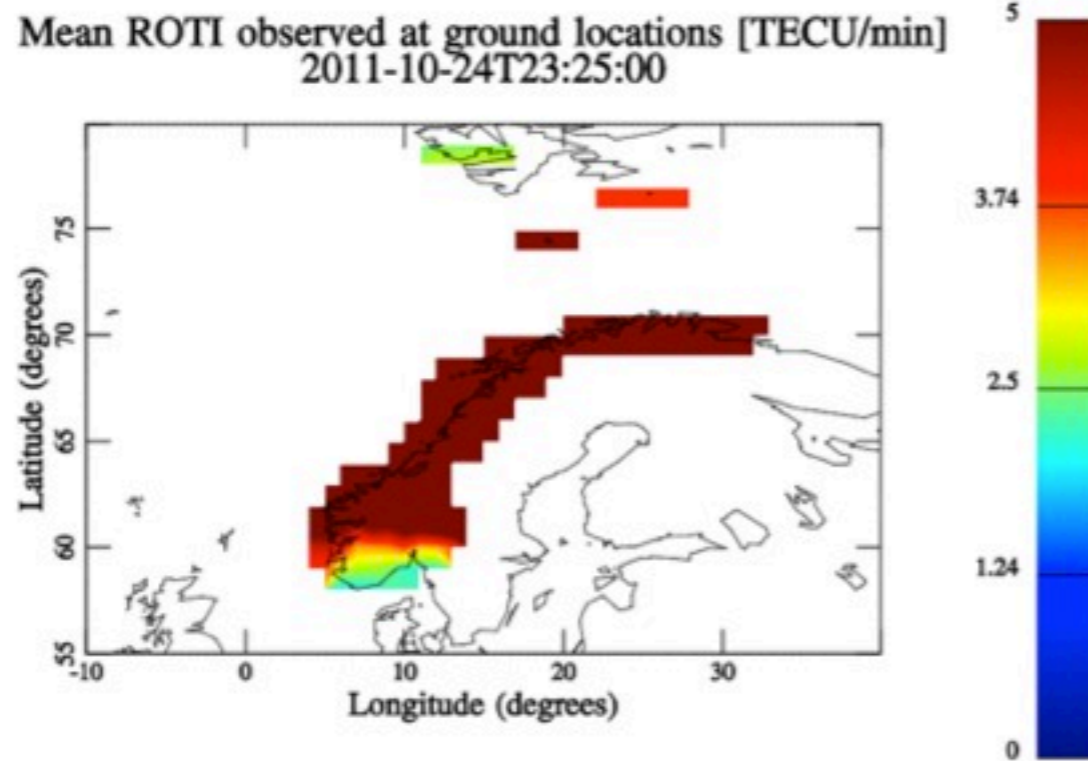 Mean ROTI observed at ground locations [TECU/min]
2011-10-24T23:25:00
5
3.74
2.5
1.24
0
Latitude (degrees)
75
70
65
60
55
-10 0 10 20 30
Longitude (degrees)